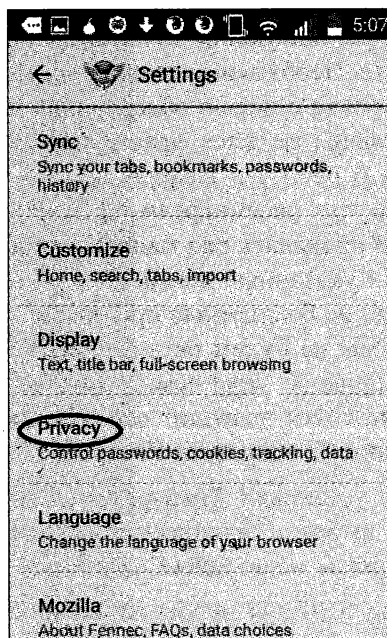 5:07
Settings
Sync
Sync your tabs, bookmarks, passwords,
history
Customize
Home, search, tabs, import
Display
Text, title bar, full-screen browsing
Privacy
Control passwords, cookies, tracking, data
Language
Change the language of your browser
Mozilla
About Fennec, FAQs, data choices